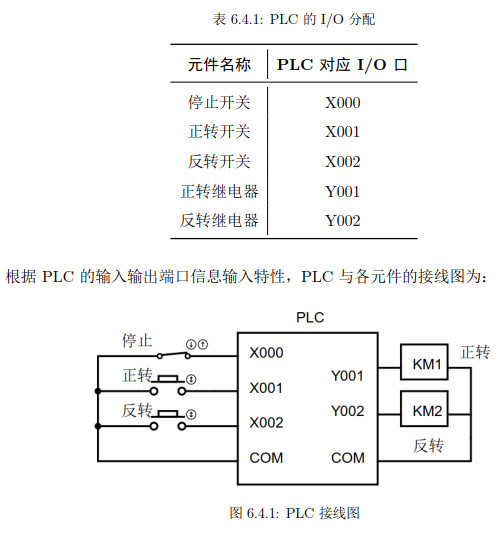 表 6.4.1: PLC 的 I/O 分配
元件名称 PLC 对应 I/O 口
停止开关 X000
正转开关 X001
反转开关 X002
正转继电器 Y001
反转继电器 Y002
根据 PLC 的输入输出端口信息输入特性，PLC 与各元件的接线图为：
PLC
停止 X000
正转 X001
反转 X002
COM
Y001 KM1 正转
Y002 KM2
反转
COM
图 6.4.1: PLC 接线图